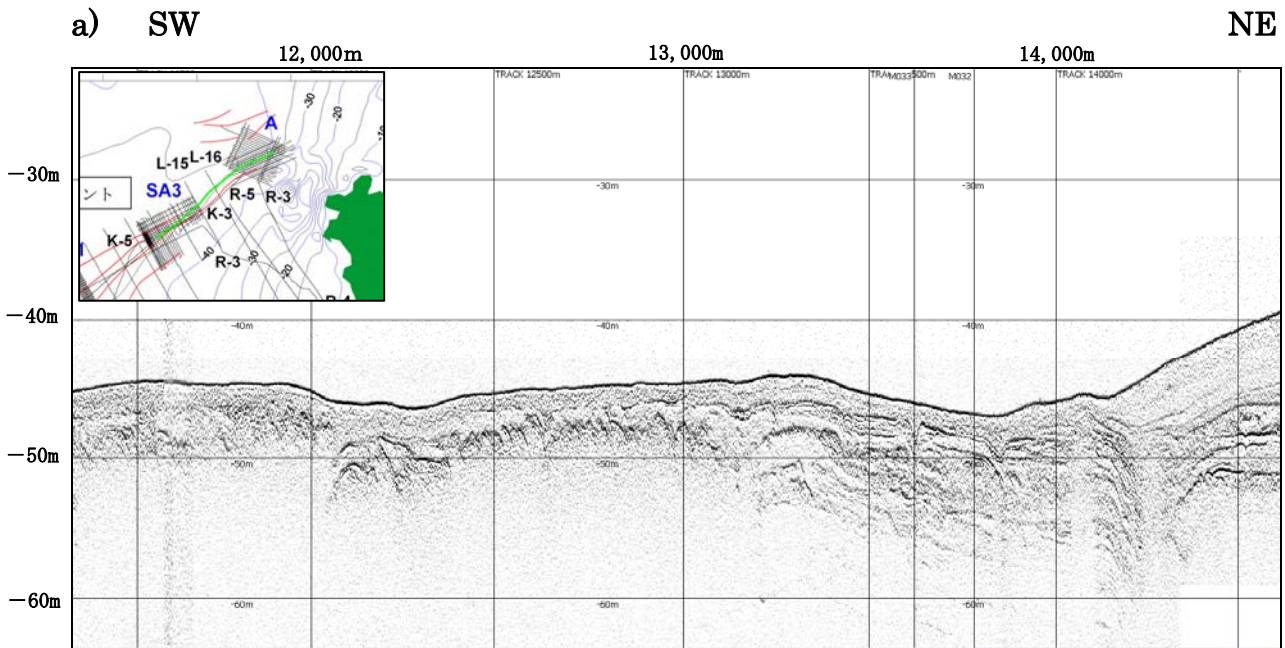 a) SW NE
12,000m 13,000m 14,000m
TRACK 12500m TRACK 13000m M033 500m M032 TRACK 14000m
-30 -20
A
L-15 L-16
SA3 R-5 R-3
ント
K-3
K-5
-40 R-3 -30 -20
-30m
-30m -30m
-40m
-40m -40m -40m
-50m
-50m -50m
-60m
-60m -60m -60m